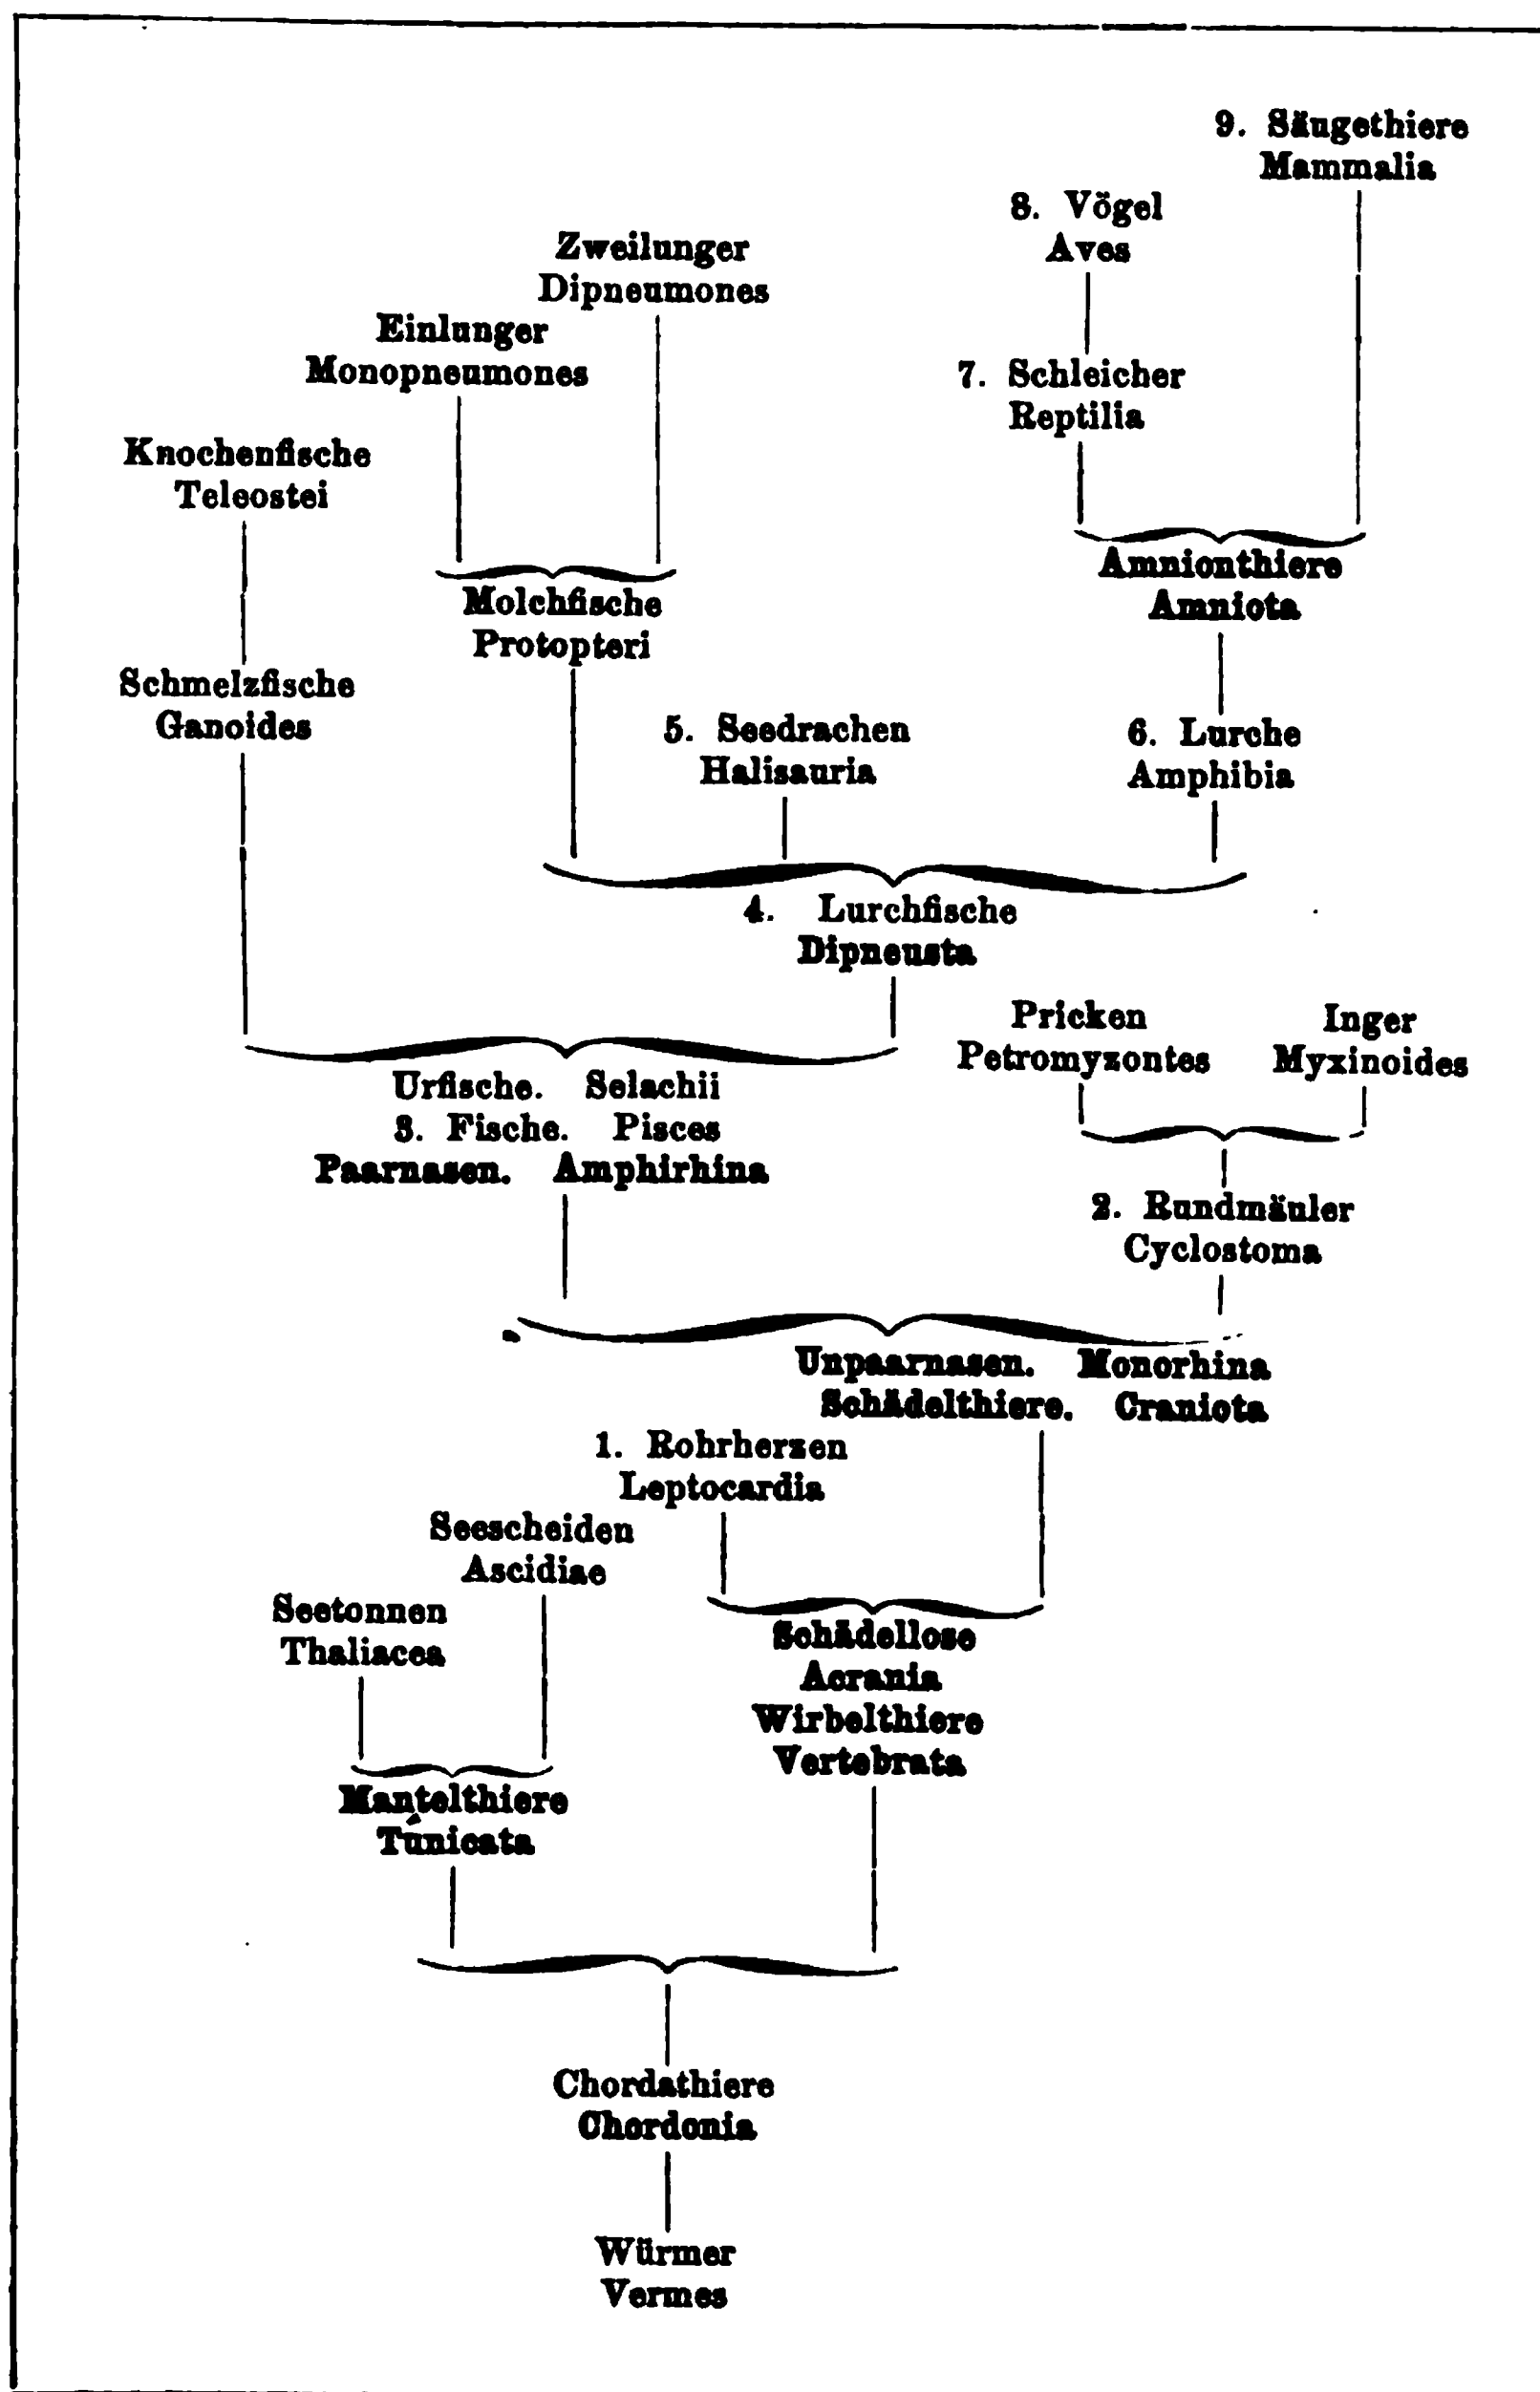 9. Säugethiere
Mammalia
8. Vögel
Aves
Zweilunger
Dipneumones
Einlunger
Monopneumones
7. Schleicher
Reptilia
Knochenfische
Teleostei
Amnionthiere
Amniota
Molchfische
Protopteri
Schmelzfische
Ganoides
5. Seedrachen
Halisauria
6. Lurche
Amphibia
4. Lurchfische
Dipneusta
Pricken
Petromyzontes
Inger
Myxinoides
Urfische. Selachii
3. Fische. Pisces
Paarnasen. Amphirhina
2. Rundmäuler
Cyclostoma
Unpaarnasen. Monorhina
Schädelthiere. Craniota
1. Rohrherzen
Leptocardia
Seescheiden
Ascidiae
Seetonnen
Thaliacea
Schädellose
Acrania
Wirbelthiere
Vertebrata
Mantelthiere
Tunicata
Chordathiere
Chordonia
Würmer
Vermes